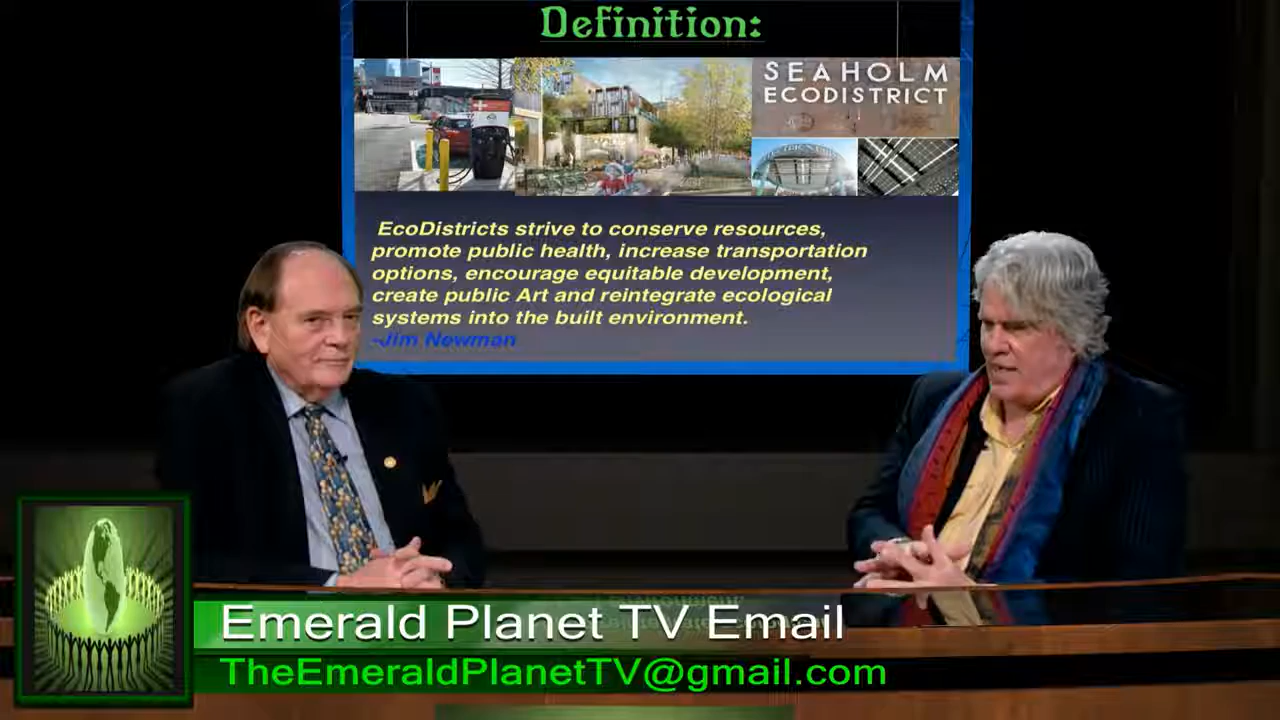 Definition:
SEAHOLM
ECODISTRICT
EcoDistricts strive to conserve resources,
promote public health, increase transportation
options, encourage equitable development,
create public Art and reintegrate ecological
systems into the built environment.
-Jim Newman
Emerald Planet TV Email
TheEmeraldPlanetTV@gmail.com